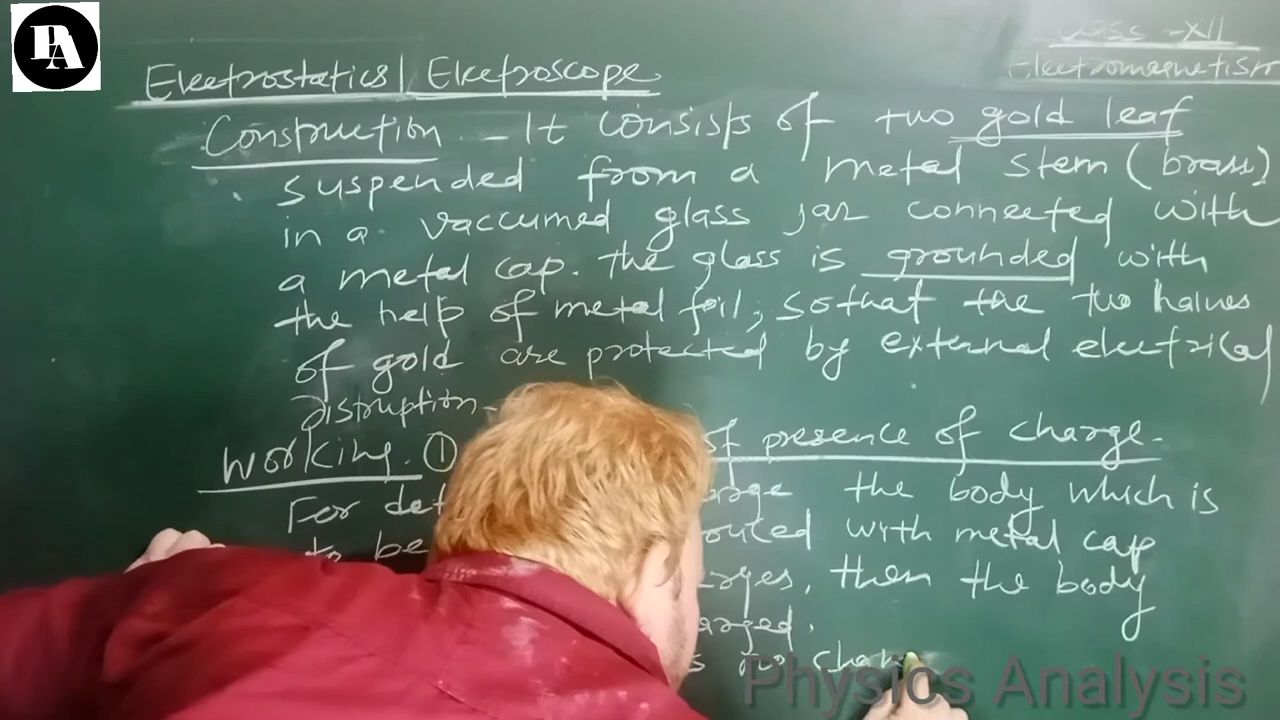 PA
Class - XII
Electromagnetism
Electrostatics | Electroscope
Construction - It consists of two gold leaf
suspended from a metal stem (brass)
in a vaccumed glass jar connected with
a metal cap. The glass is grounded with
the help of metal foil; so that the two halves
of gold are protected by external electrical
Distruption -
Working. ① of presence of charge.
For det the body which is
to be with metal cap
then the body
Physics Analysis